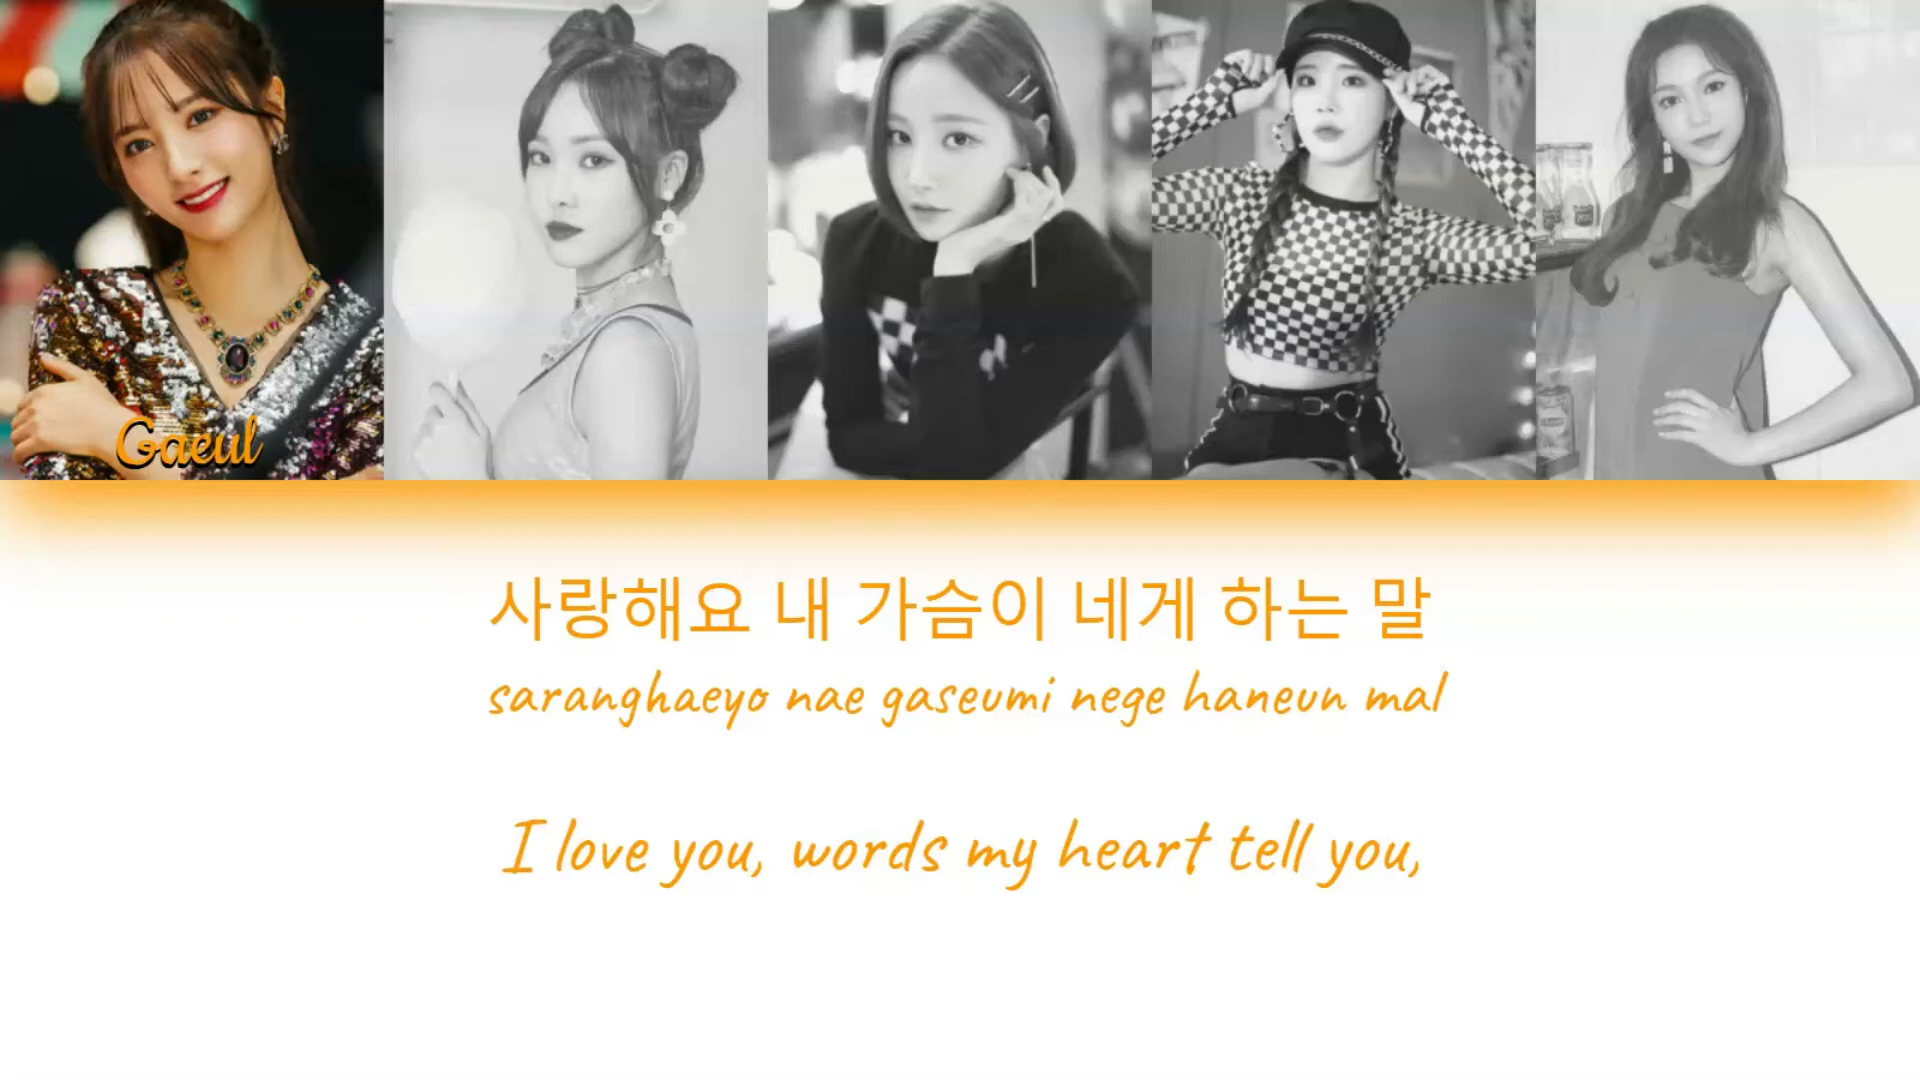 Gaeul
사랑해요 내 가슴이 네게 하는 말
saranghaeyo nae gaseumi nege haneun mal
I love you, words my heart tell you,